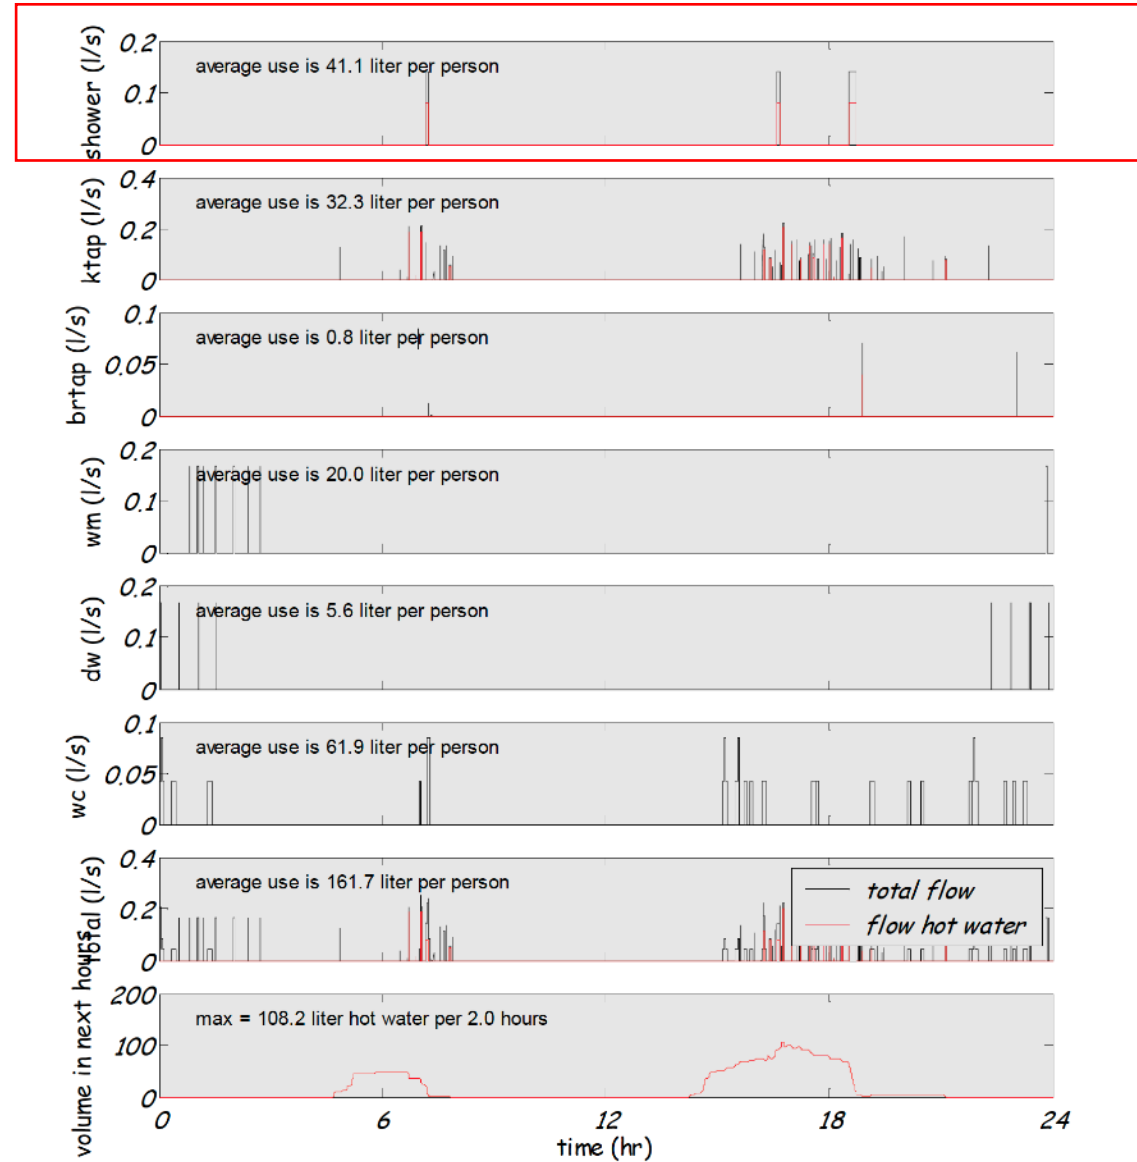 shower (l/s)
0.2
0.1
0
average use is 41.1 liter per person
ktap (l/s)
0.4
0.2
0
average use is 32.3 liter per person
brtap (l/s)
0.1
0.05
0
average use is 0.8 liter per person
wm (l/s)
0.2
0.1
0
average use is 20.0 liter per person
dw (l/s)
0.2
0.1
0
average use is 5.6 liter per person
wc (l/s)
0.1
0.05
0
average use is 61.9 liter per person
total (l/s)
0.4
0.2
0
average use is 161.7 liter per person
total flow
flow hot water
volume in next hours
200
100
0
max = 108.2 liter hot water per 2.0 hours
0 6 12 18 24
time (hr)